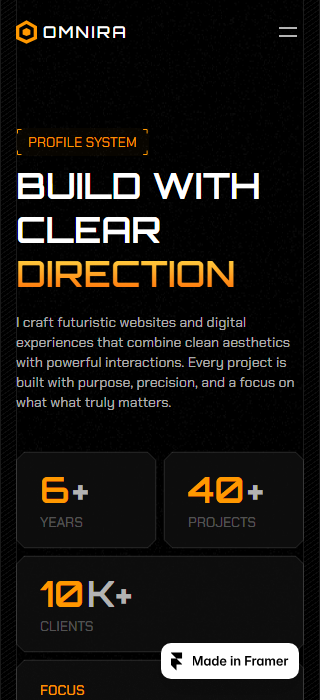 OMNIRA
PROFILE SYSTEM
BUILD WITH
CLEAR
DIRECTION
I craft futuristic websites and digital
experiences that combine clean aesthetics
with powerful interactions. Every project is
built with purpose, precision, and a focus on
what what truly matters.
6+ 40+
YEARS PROJECTS
10K+
CLIENTS
Made in Framer
FOCUS